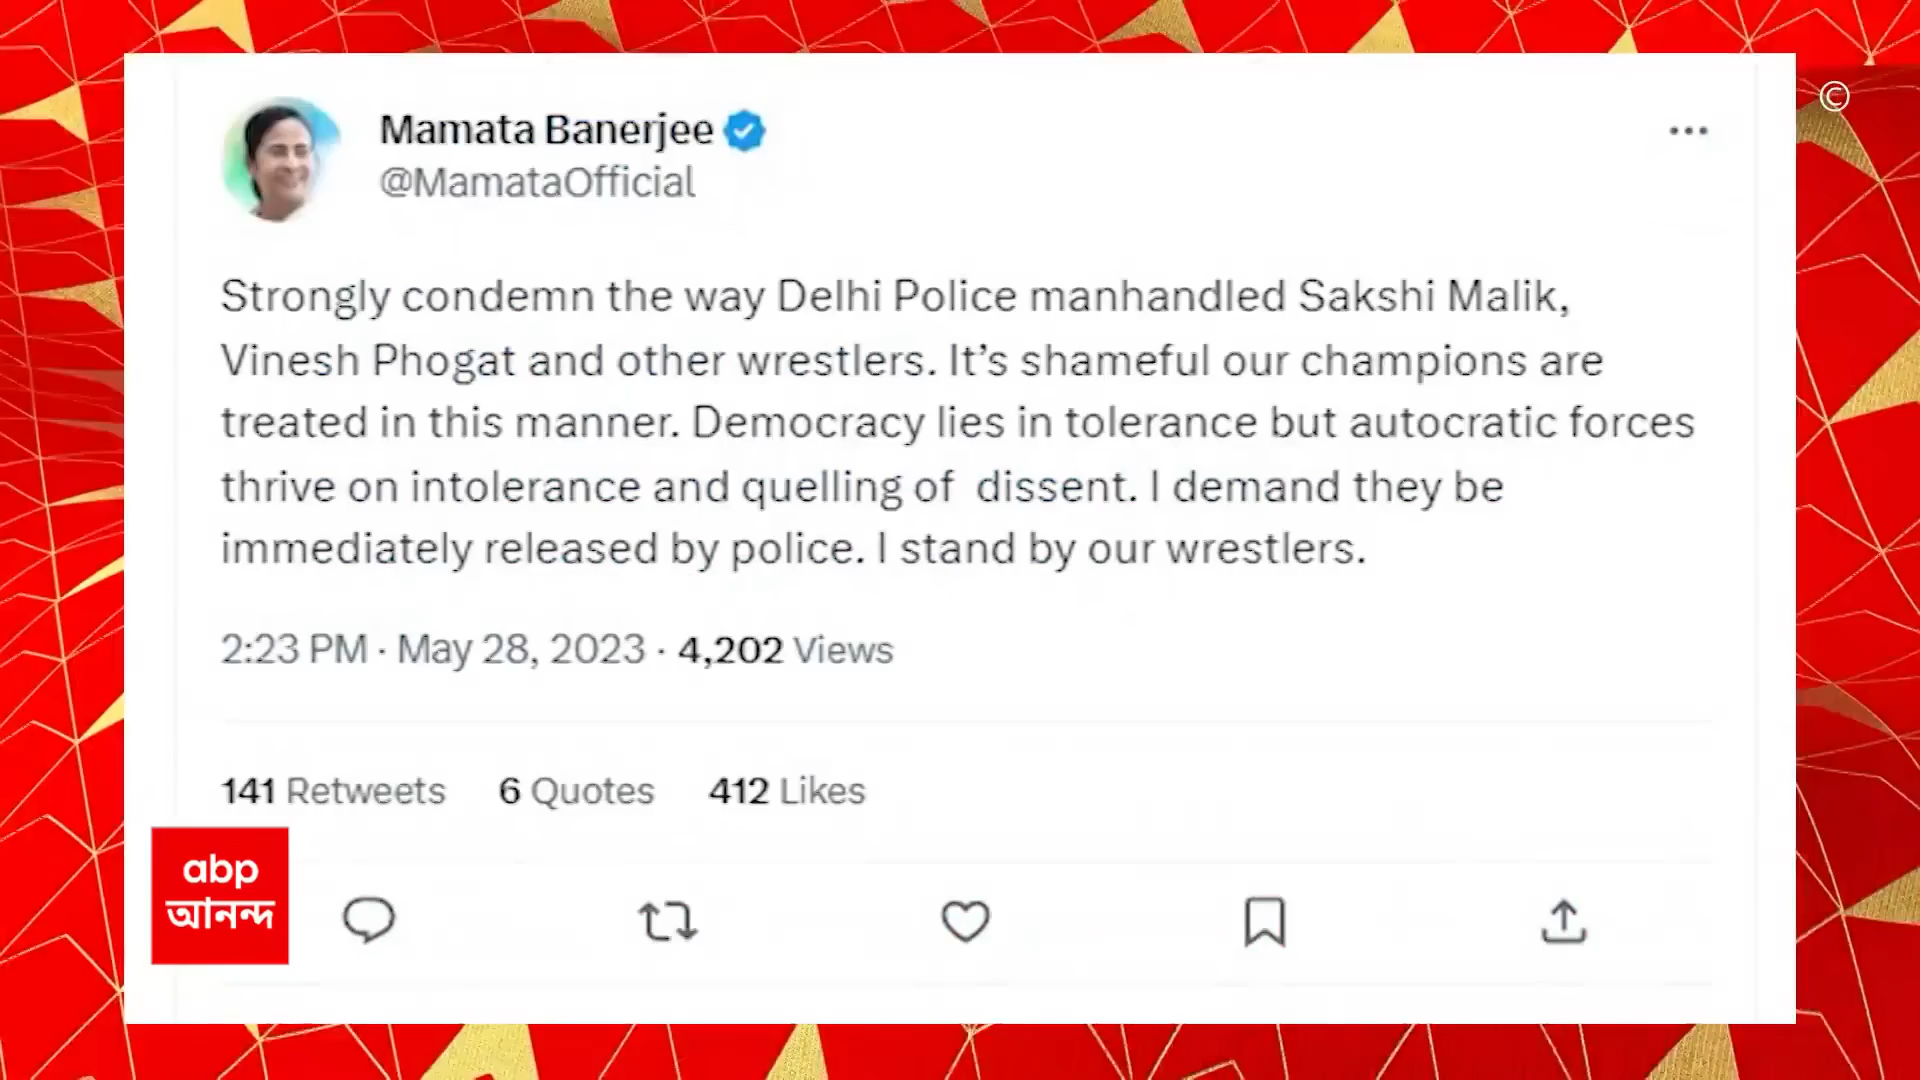 ©
Mamata Banerjee
@MamataOfficial
Strongly condemn the way Delhi Police manhandled Sakshi Malik,
Vinesh Phogat and other wrestlers. It’s shameful our champions are
treated in this manner. Democracy lies in tolerance but autocratic forces
thrive on intolerance and quelling of dissent. I demand they be
immediately released by police. I stand by our wrestlers.
2:23 PM · May 28, 2023 · 4,202 Views
141 Retweets 6 Quotes 412 Likes
abp
আনন্দ